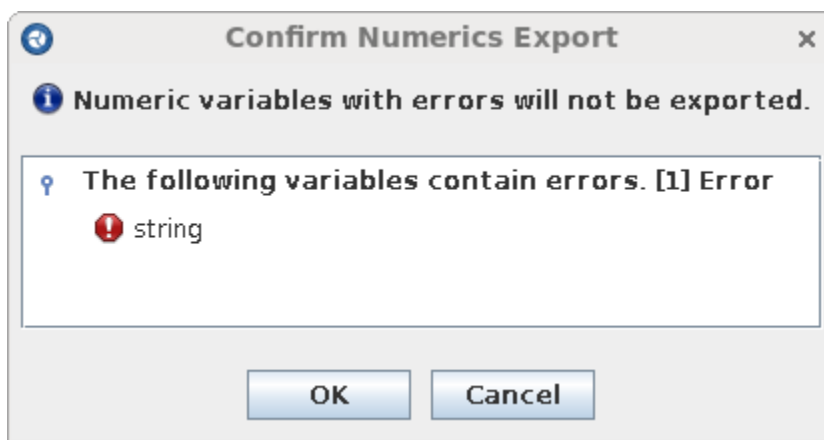 Confirm Numerics Export
Numeric variables with errors will not be exported.
The following variables contain errors. [1] Error
string
OK
Cancel